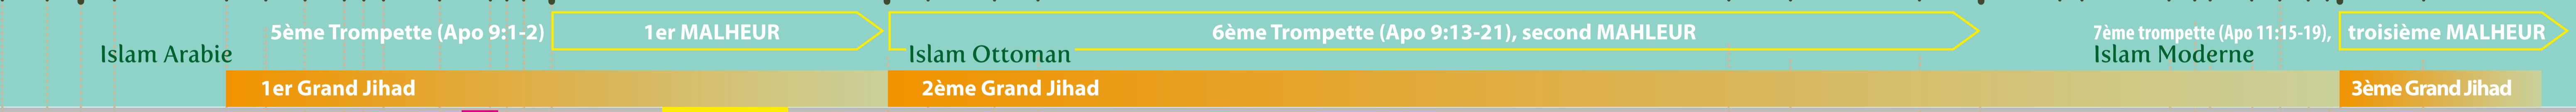 5ème Trompette (Apo 9:1-2)
1er MALHEUR
6ème Trompette (Apo 9:13-21), second MAHLEUR
7ème trompette (Apo 11:15-19),
troisième MALHEUR
Islam Arabie
Islam Ottoman
Islam Moderne
1er Grand Jihad
2ème Grand Jihad
3ème Grand Jihad